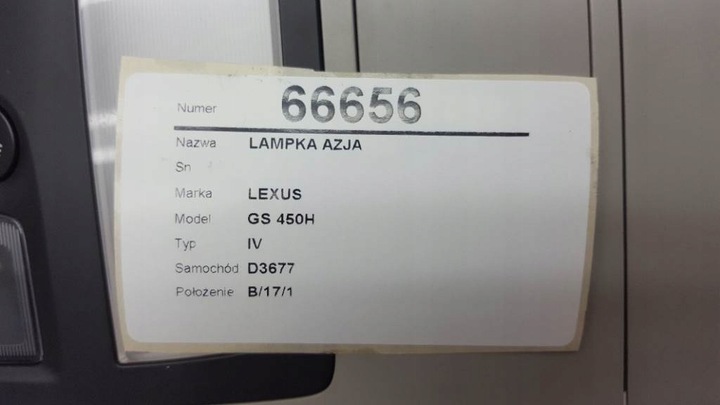 Numer 66656
Nazwa LAMPKA AZJA
Sn
Marka LEXUS
Model GS 450H
Typ IV
Samochód D3677
Położenie B/17/1